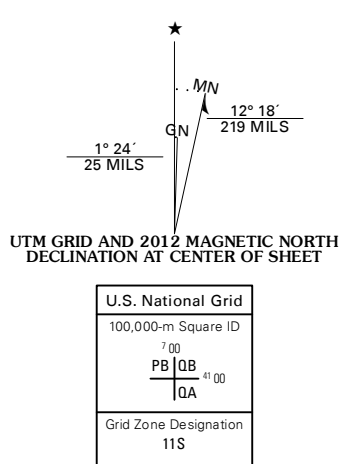 ★
MN
GN
12° 18´
219 MILS
1° 24´
25 MILS
UTM GRID AND 2012 MAGNETIC NORTH
DECLINATION AT CENTER OF SHEET
U.S. National Grid
100,000-m Square ID
7 00
PB QB
41 00
QA
Grid Zone Designation
11S